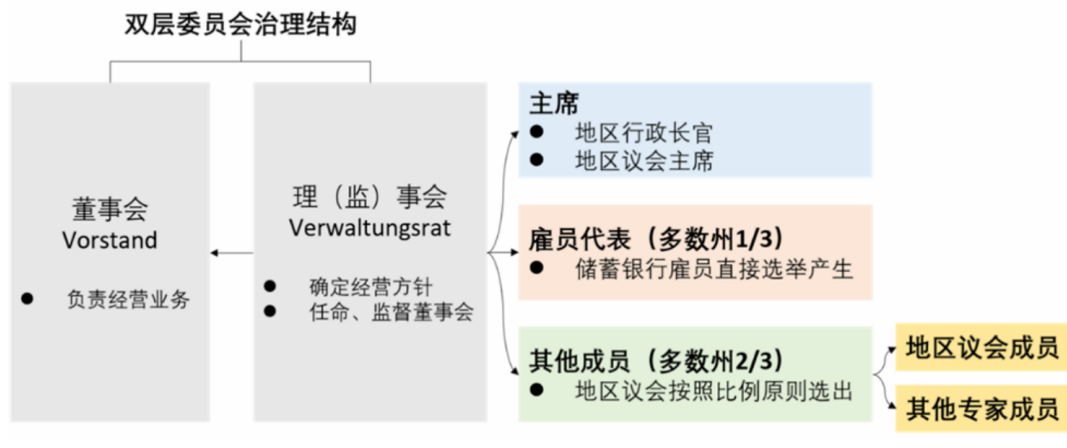 双层委员会治理结构
董事会
Vorstand
● 负责经营业务
理（监）事会
Verwaltungsrat
● 确定经营方针
● 任命、监督董事会
主席
● 地区行政长官
● 地区议会主席
雇员代表（多数州1/3）
● 储蓄银行雇员直接选举产生
其他成员（多数州2/3）
● 地区议会按照比例原则选出
地区议会成员
其他专家成员